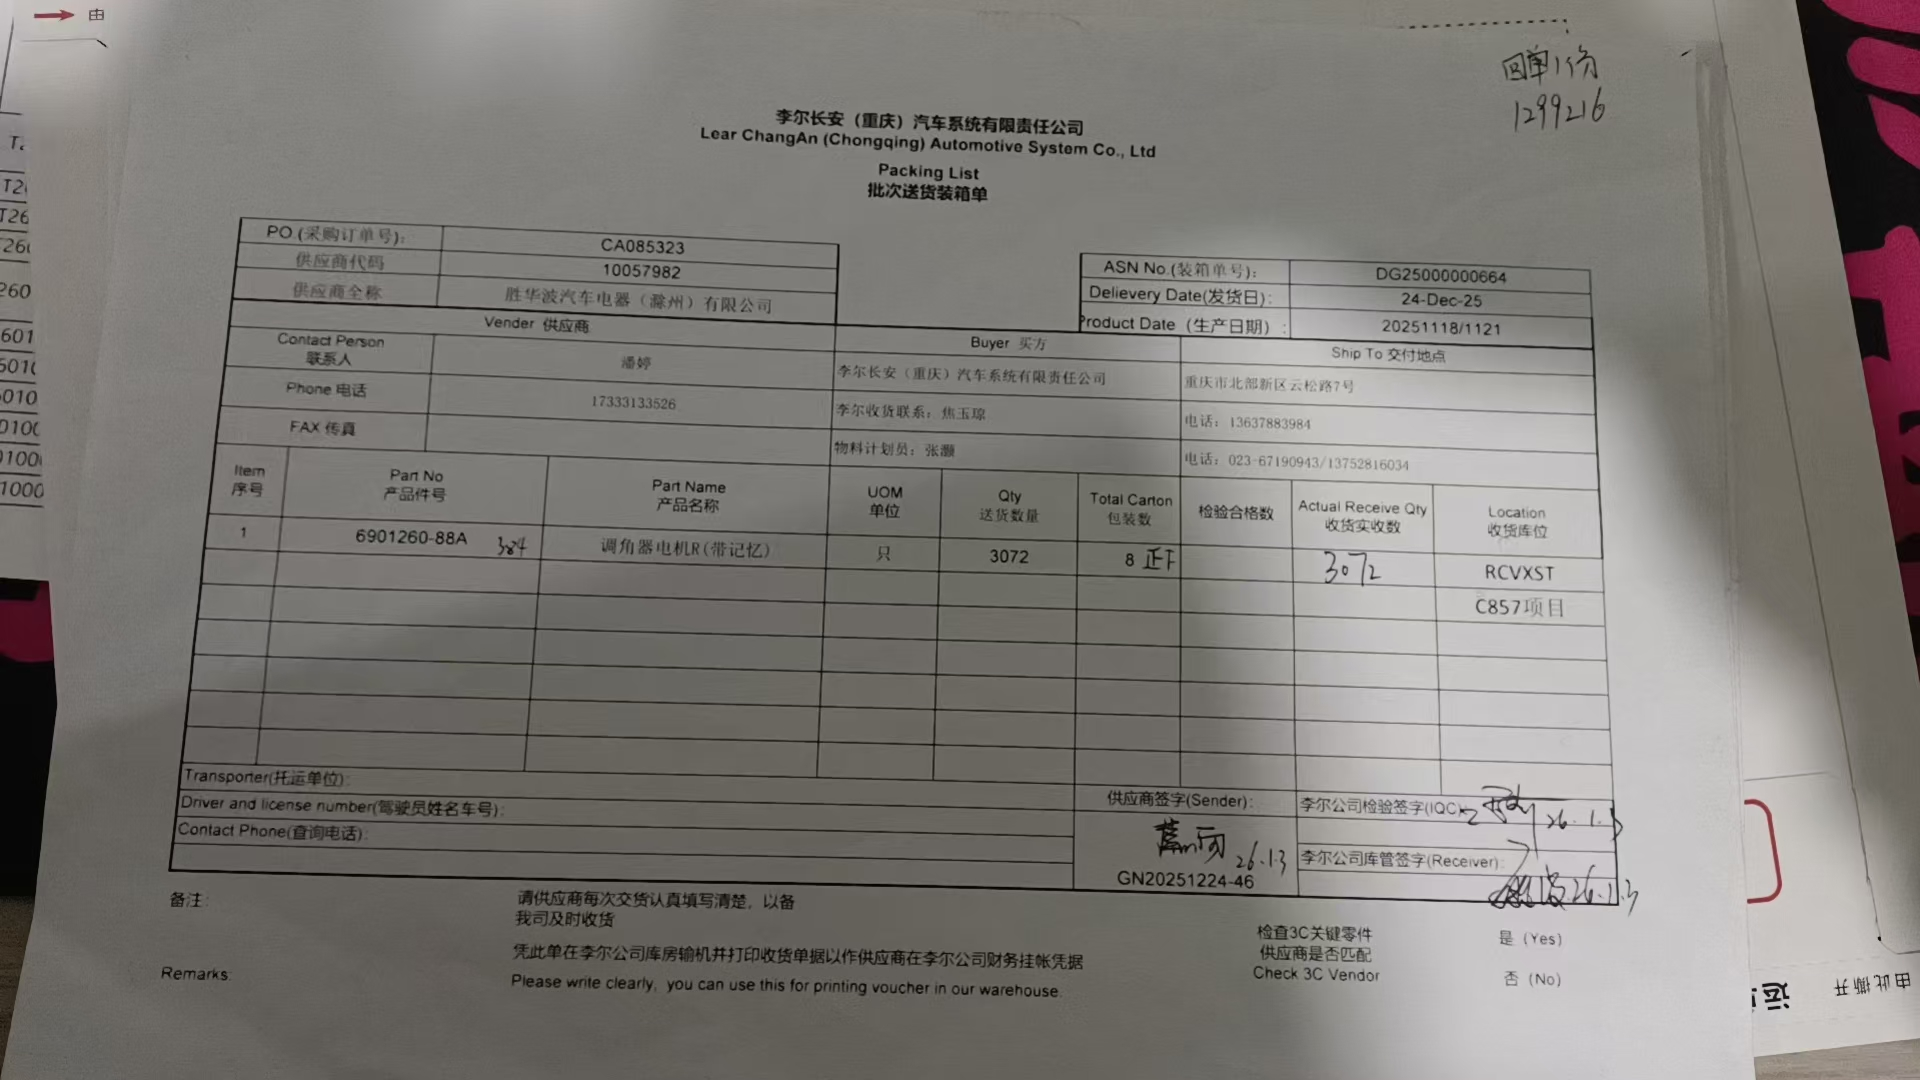 回单1份
1299216
李尔长安（重庆）汽车系统有限责任公司
Lear ChangAn (Chongqing) Automotive System Co., Ltd
Packing List
批次送货装箱单
PO.(采购订单号): CA085323
供应商代码 10057982
供应商全称 胜华波汽车电器（滁州）有限公司
ASN No.(装箱单号): DG25000000664
Delievery Date(发货日): 24-Dec-25
Product Date（生产日期）: 20251118/1121
Vender 供应商 Buyer 买方 Ship To 交付地点
Contact Person
联系人 潘婷 李尔长安（重庆）汽车系统有限责任公司 重庆市北部新区云松路7号
Phone 电话 17333133526 李尔收货联系: 焦玉琼 电话: 13637883984
FAX 传真 物料计划员: 张灏 电话: 023-67190943/13752816034
Item Part No Part Name UOM Qty Total Carton 检验合格数 Actual Receive Qty Location
序号 产品件号 产品名称 单位 送货数量 包装数 收货实收数 收货库位
1 6901260-88A 384 调角器电机R(带记忆) 只 3072 8 正下 3072 RCVXST
C857项目
Transporter(托运单位):
Driver and license number(驾驶员姓名车号):
Contact Phone(查询电话):
供应商签字(Sender):
26.1.3
GN20251224-46
李尔公司检验签字(IQC): 26.1.3
李尔公司库管签字(Receiver):
26.1.3
备注:
请供应商每次交货认真填写清楚，以备
我司及时收货
凭此单在李尔公司库房输机并打印收货单据以作供应商在李尔公司财务挂帐凭据
Remarks:
Please write clearly, you can use this for printing voucher in our warehouse.
检查3C关键零件
供应商是否匹配
Check 3C Vendor
是（Yes）
否（No）
由此撕开